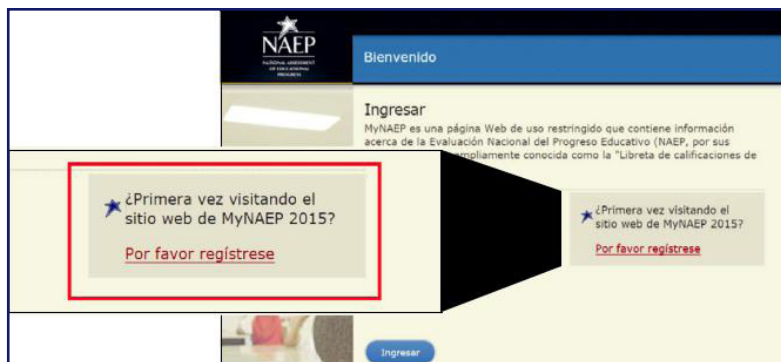 NAEP
NATIONAL ASSESSMENT
OF EDUCATIONAL
PROGRESS
Bienvenido
Ingresar
MyNAEP es una página Web de uso restringido que contiene información
acerca de la Evaluación Nacional del Progreso Educativo (NAEP, por sus
ampliamente conocida como la "Libreta de calificaciones de
¿Primera vez visitando el
sitio web de MyNAEP 2015?
Por favor regístrese
¿Primera vez visitando el
sitio web de MyNAEP 2015?
Por favor regístrese
Ingresar